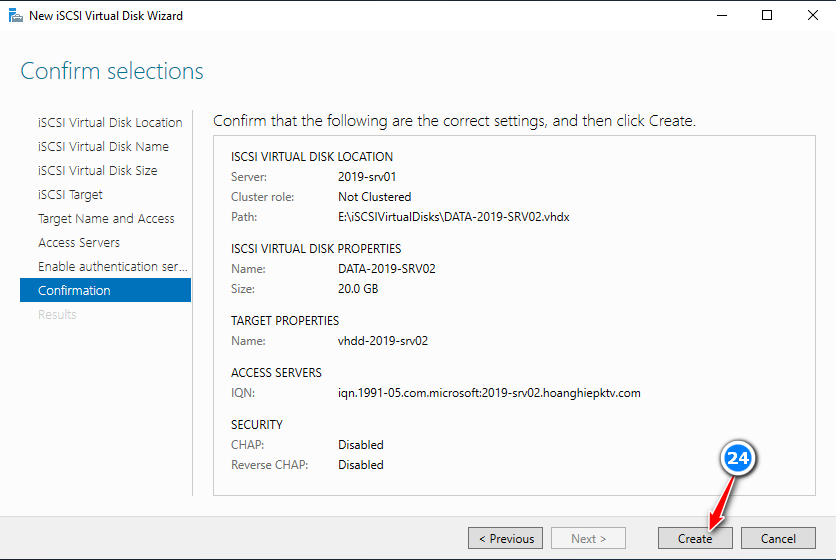 New iSCSI Virtual Disk Wizard
Confirm selections
iSCSI Virtual Disk Location
iSCSI Virtual Disk Name
iSCSI Virtual Disk Size
iSCSI Target
Target Name and Access
Access Servers
Enable authentication ser...
Confirmation
Results
Confirm that the following are the correct settings, and then click Create.
ISCSI VIRTUAL DISK LOCATION
Server: 2019-srv01
Cluster role: Not Clustered
Path: E:\iSCSIVirtualDisks\DATA-2019-SRV02.vhdx
ISCSI VIRTUAL DISK PROPERTIES
Name: DATA-2019-SRV02
Size: 20.0 GB
TARGET PROPERTIES
Name: vhdd-2019-srv02
ACCESS SERVERS
IQN: iqn.1991-05.com.microsoft:2019-srv02.hoanghiepktv.com
SECURITY
CHAP: Disabled
Reverse CHAP: Disabled
24
< Previous Next > Create Cancel